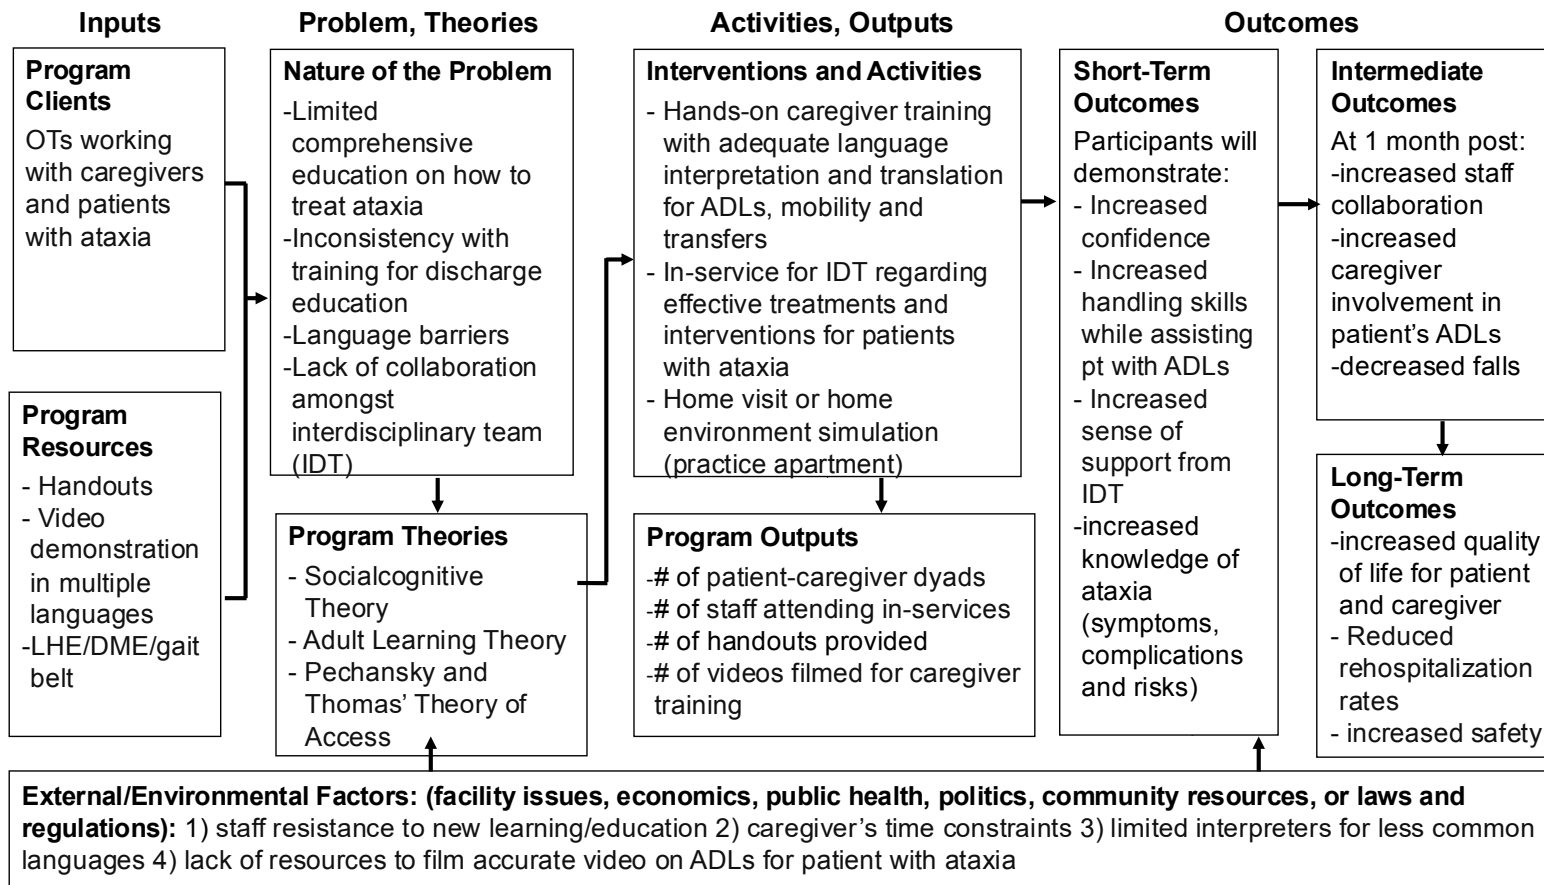 Inputs
Program
Clients
OTs working
with caregivers
and patients
with ataxia
Program
Resources
- Handouts
- Video
demonstration
in multiple
languages
-LHE/DME/gait
belt
Problem, Theories
Nature of the Problem
-Limited
comprehensive
education on how to
treat ataxia
-Inconsistency with
training for discharge
education
-Language barriers
-Lack of collaboration
amongst
interdisciplinary team
(IDT)
Program Theories
- Socialcognitive
Theory
- Adult Learning Theory
- Pechansky and
Thomas’ Theory of
Access
Activities, Outputs
Interventions and Activities
- Hands-on caregiver training
with adequate language
interpretation and translation
for ADLs, mobility and
transfers
- In-service for IDT regarding
effective treatments and
interventions for patients
with ataxia
- Home visit or home
environment simulation
(practice apartment)
Program Outputs
-# of patient-caregiver dyads
-# of staff attending in-services
-# of handouts provided
-# of videos filmed for caregiver
training
Outcomes
Short-Term
Outcomes
Participants will
demonstrate:
- Increased
confidence
- Increased
handling skills
while assisting
pt with ADLs
- Increased
sense of
support from
IDT
-increased
knowledge of
ataxia
(symptoms,
complications
and risks)
Intermediate
Outcomes
At 1 month post:
-increased staff
collaboration
-increased
caregiver
involvement in
patient’s ADLs
-decreased falls
Long-Term
Outcomes
-increased quality
of life for patient
and caregiver
- Reduced
rehospitalization
rates
- increased safety
External/Environmental Factors: (facility issues, economics, public health, politics, community resources, or laws and
regulations): 1) staff resistance to new learning/education 2) caregiver’s time constraints 3) limited interpreters for less common
languages 4) lack of resources to film accurate video on ADLs for patient with ataxia